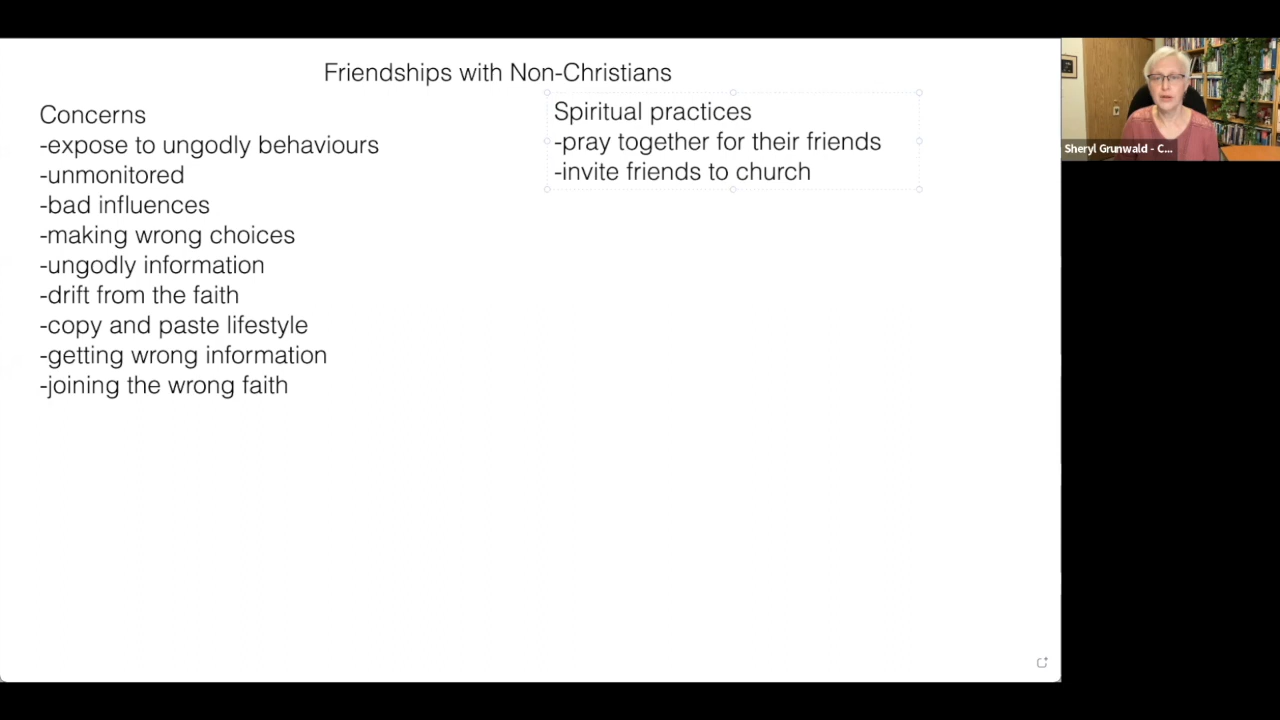 Friendships with Non-Christians
Concerns
-expose to ungodly behaviours
-unmonitored
-bad influences
-making wrong choices
-ungodly information
-drift from the faith
-copy and paste lifestyle
-getting wrong information
-joining the wrong faith
Spiritual practices
-pray together for their friends
-invite friends to church
Sheryl Grunwald - C...